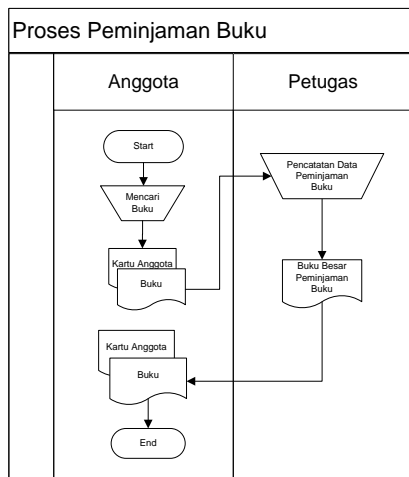 Proses Peminjaman Buku
Anggota
Petugas
Start
Mencari
Buku
Kartu Anggota
Buku
Pencatatan Data
Peminjaman
Buku
Buku Besar
Peminjaman
Buku
Kartu Anggota
Buku
End